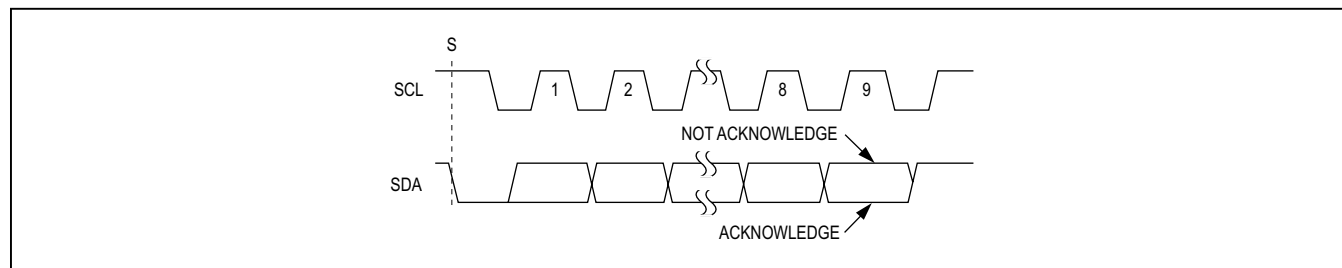 S
SCL 1 2 8 9
NOT ACKNOWLEDGE
SDA
ACKNOWLEDGE